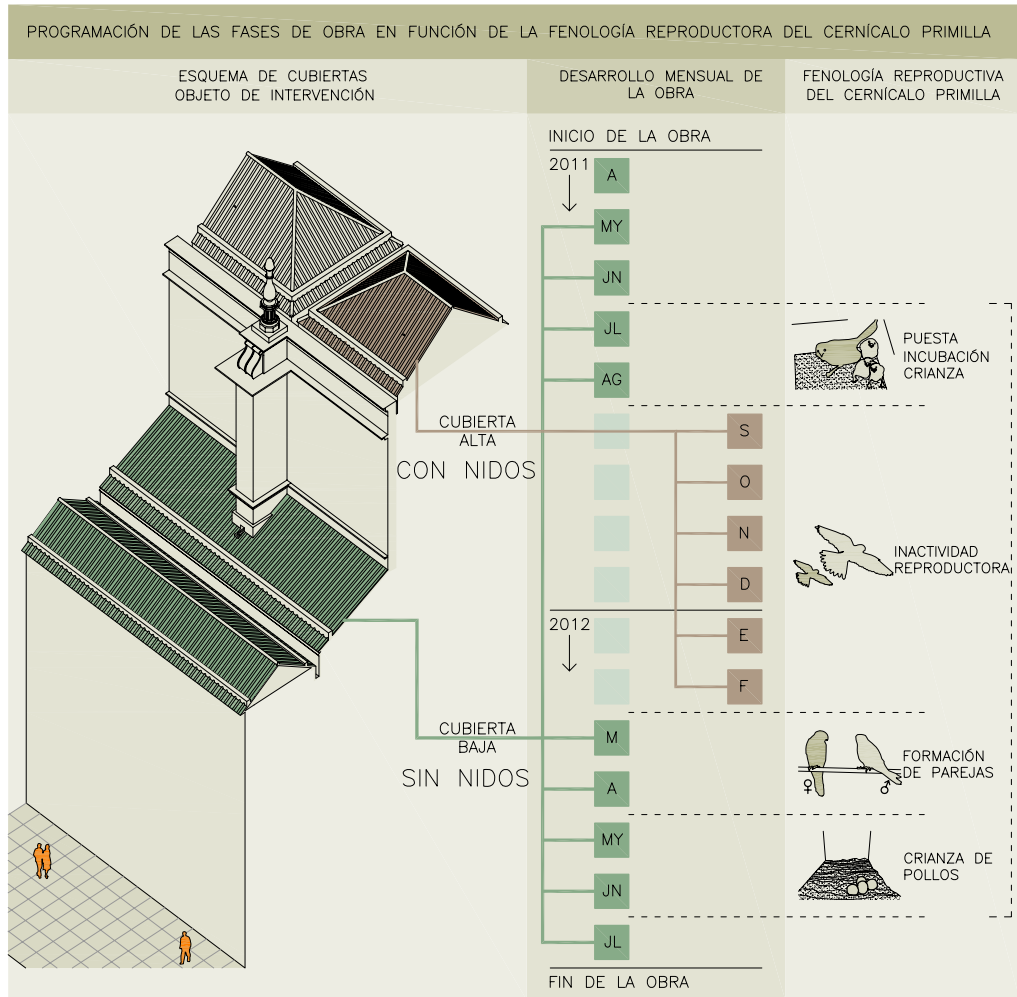 PROGRAMACIÓN DE LAS FASES DE OBRA EN FUNCIÓN DE LA FENOLOGÍA REPRODUCTORA DEL CERNÍCALO PRIMILLA
ESQUEMA DE CUBIERTAS
OBJETO DE INTERVENCIÓN
DESARROLLO MENSUAL DE
LA OBRA
FENOLOGÍA REPRODUCTIVA
DEL CERNÍCALO PRIMILLA
INICIO DE LA OBRA
2011
A
MY
JN
JL
AG
PUESTA
INCUBACIÓN
CRIANZA
CUBIERTA
ALTA
CON NIDOS
S
O
N
D
INACTIVIDAD
REPRODUCTORA
2012
E
F
CUBIERTA
BAJA
SIN NIDOS
M
A
MY
JN
JL
FORMACIÓN
DE PAREJAS
♀ ♂
CRIANZA DE
POLLOS
FIN DE LA OBRA